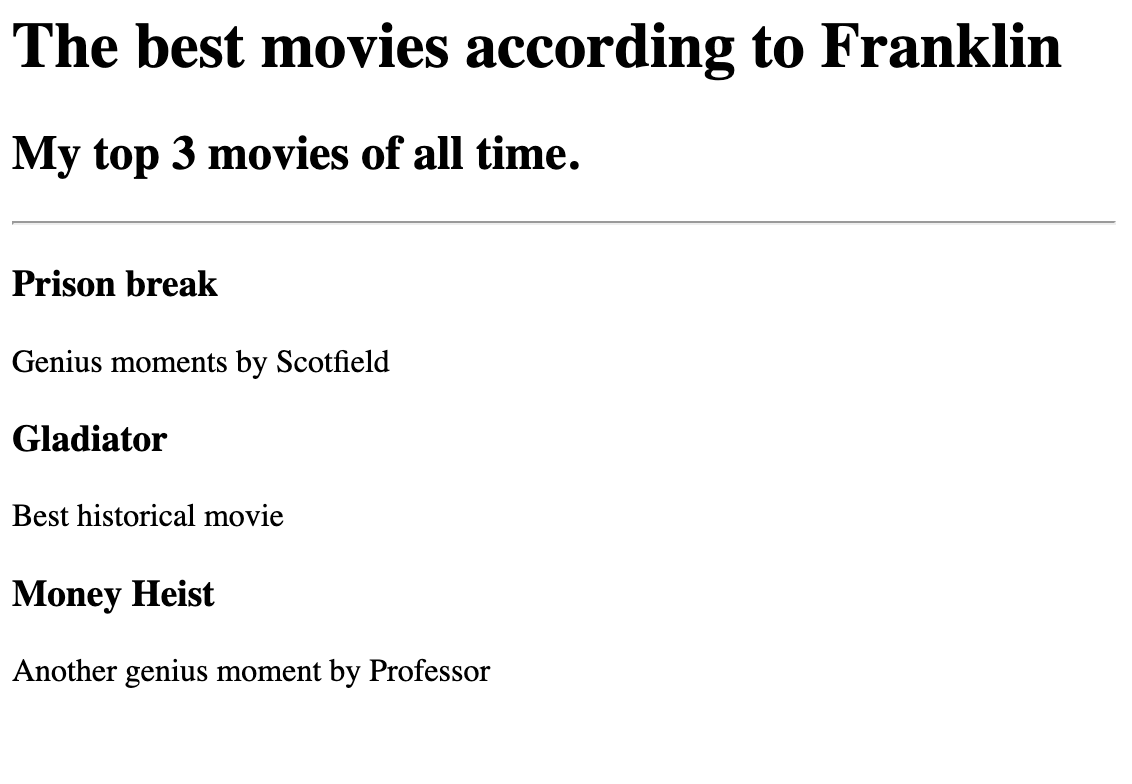 The best movies according to Franklin
My top 3 movies of all time.
Prison break
Genius moments by Scotfield
Gladiator
Best historical movie
Money Heist
Another genius moment by Professor